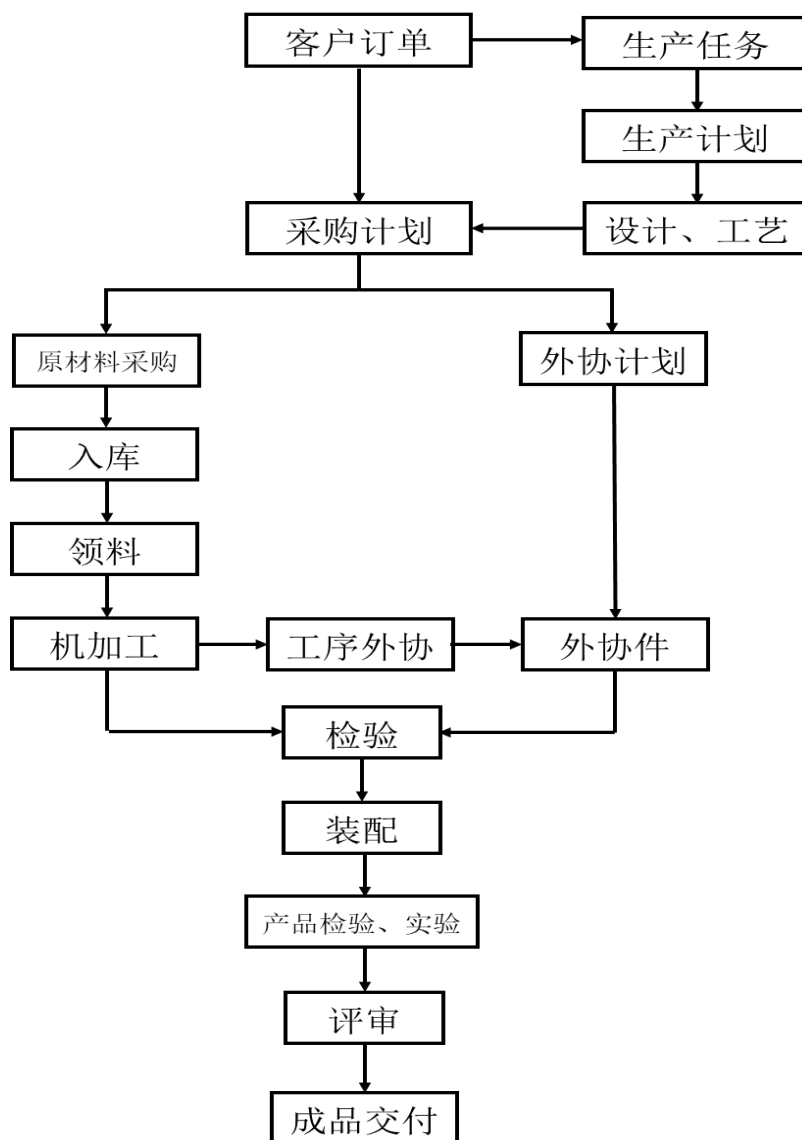 客户订单
生产任务
生产计划
采购计划
设计、工艺
原材料采购
外协计划
入库
领料
机加工
工序外协
外协件
检验
装配
产品检验、实验
评审
成品交付